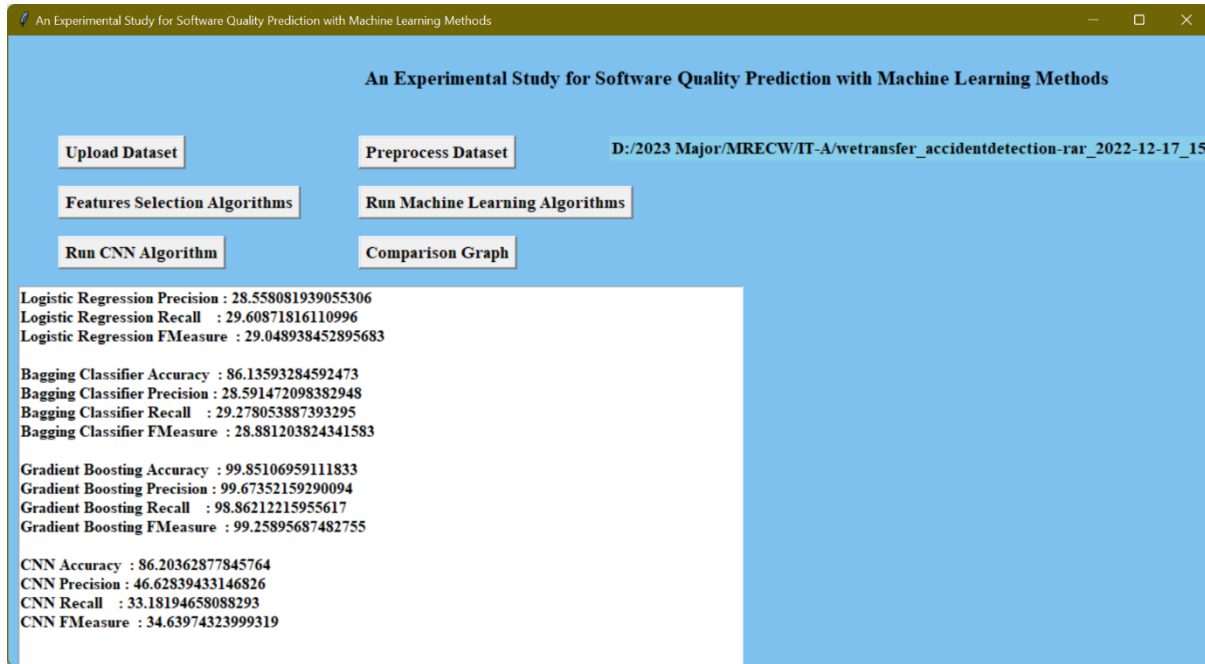 An Experimental Study for Software Quality Prediction with Machine Learning Methods
An Experimental Study for Software Quality Prediction with Machine Learning Methods
Upload Dataset
Preprocess Dataset
D:/2023 Major/MRECW/IT-A/wetransfer_accidentdetection-rar_2022-12-17_15
Features Selection Algorithms
Run Machine Learning Algorithms
Run CNN Algorithm
Comparison Graph
Logistic Regression Precision : 28.558081939055306
Logistic Regression Recall : 29.60871816110996
Logistic Regression FMeasure : 29.048938452895683
Bagging Classifier Accuracy : 86.13593284592473
Bagging Classifier Precision : 28.591472098382948
Bagging Classifier Recall : 29.278053887393295
Bagging Classifier FMeasure : 28.881203824341583
Gradient Boosting Accuracy : 99.85106959111833
Gradient Boosting Precision : 99.67352159290094
Gradient Boosting Recall : 98.86212215955617
Gradient Boosting FMeasure : 99.25895687482755
CNN Accuracy : 86.20362877845764
CNN Precision : 46.62839433146826
CNN Recall : 33.18194658088293
CNN FMeasure : 34.63974323999319